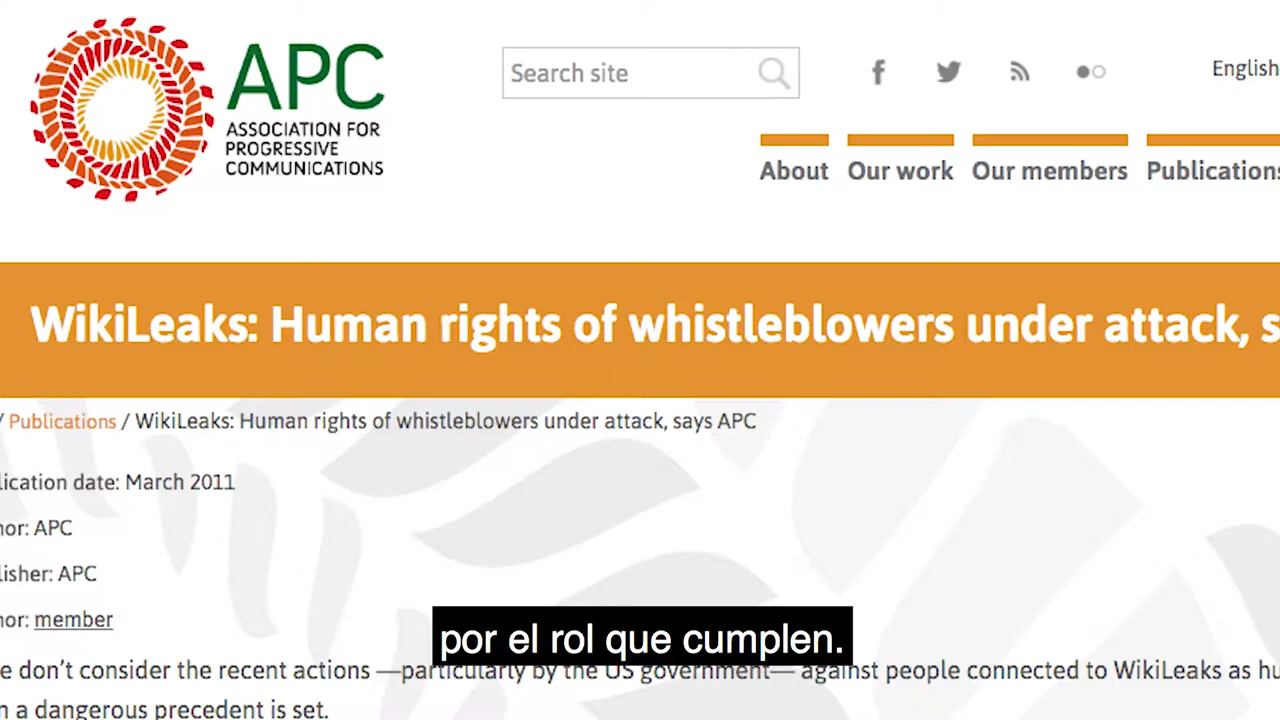 APC
ASSOCIATION FOR
PROGRESSIVE
COMMUNICATIONS
Search site
English
About Our work Our members Publications
WikiLeaks: Human rights of whistleblowers under attack, s
/ Publications / WikiLeaks: Human rights of whistleblowers under attack, says APC
lication date: March 2011
hor: APC
lisher: APC
hor: member
por el rol que cumplen.
e don’t consider the recent actions —particularly by the US government— against people connected to WikiLeaks as hu
n a dangerous precedent is set.